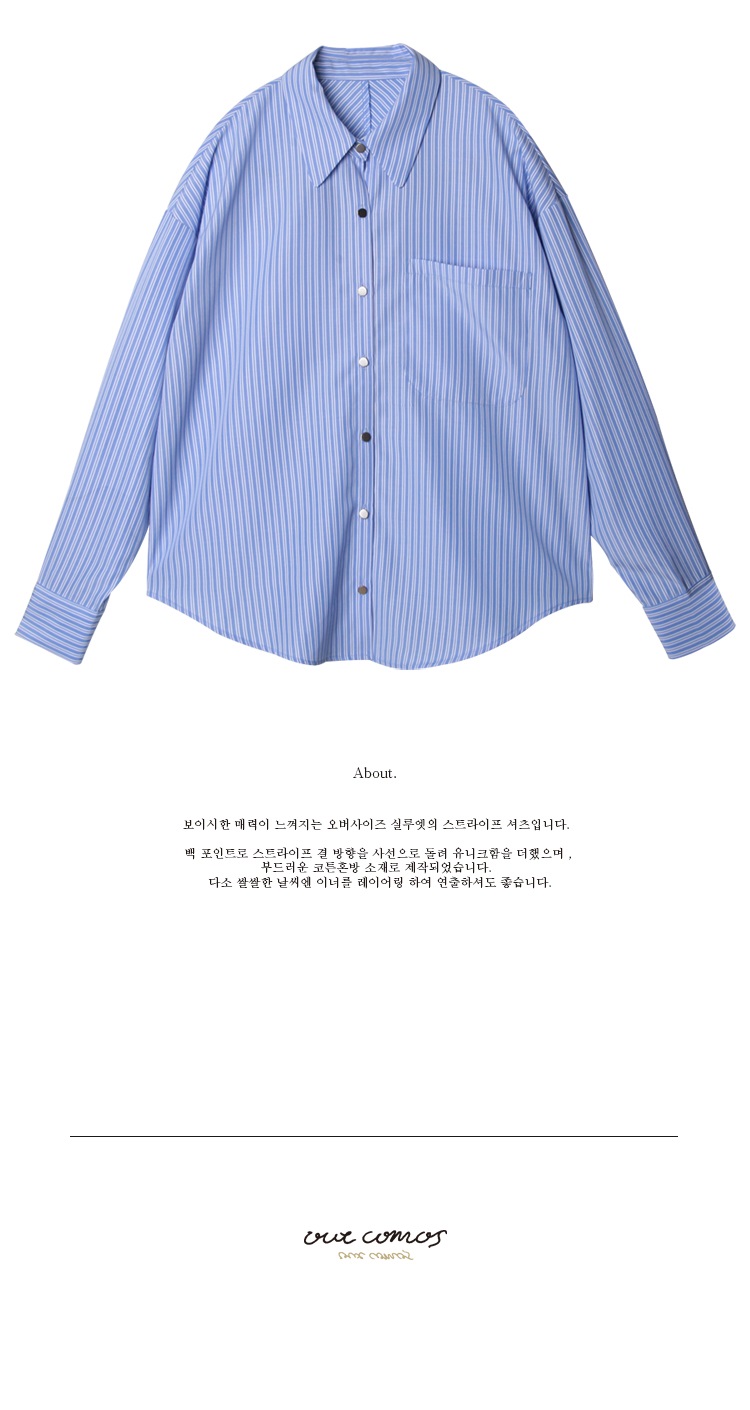 About.
보이시한 매력이 느껴지는 오버사이즈 실루엣의 스트라이프 셔츠입니다.
백 포인트로 스트라이프 결 방향을 사선으로 돌려 유니크함을 더했으며 ,
부드러운 코튼혼방 소재로 제작되었습니다.
다소 쌀쌀한 날씨엔 이너를 레이어링 하여 연출하셔도 좋습니다.
our comos
our comos